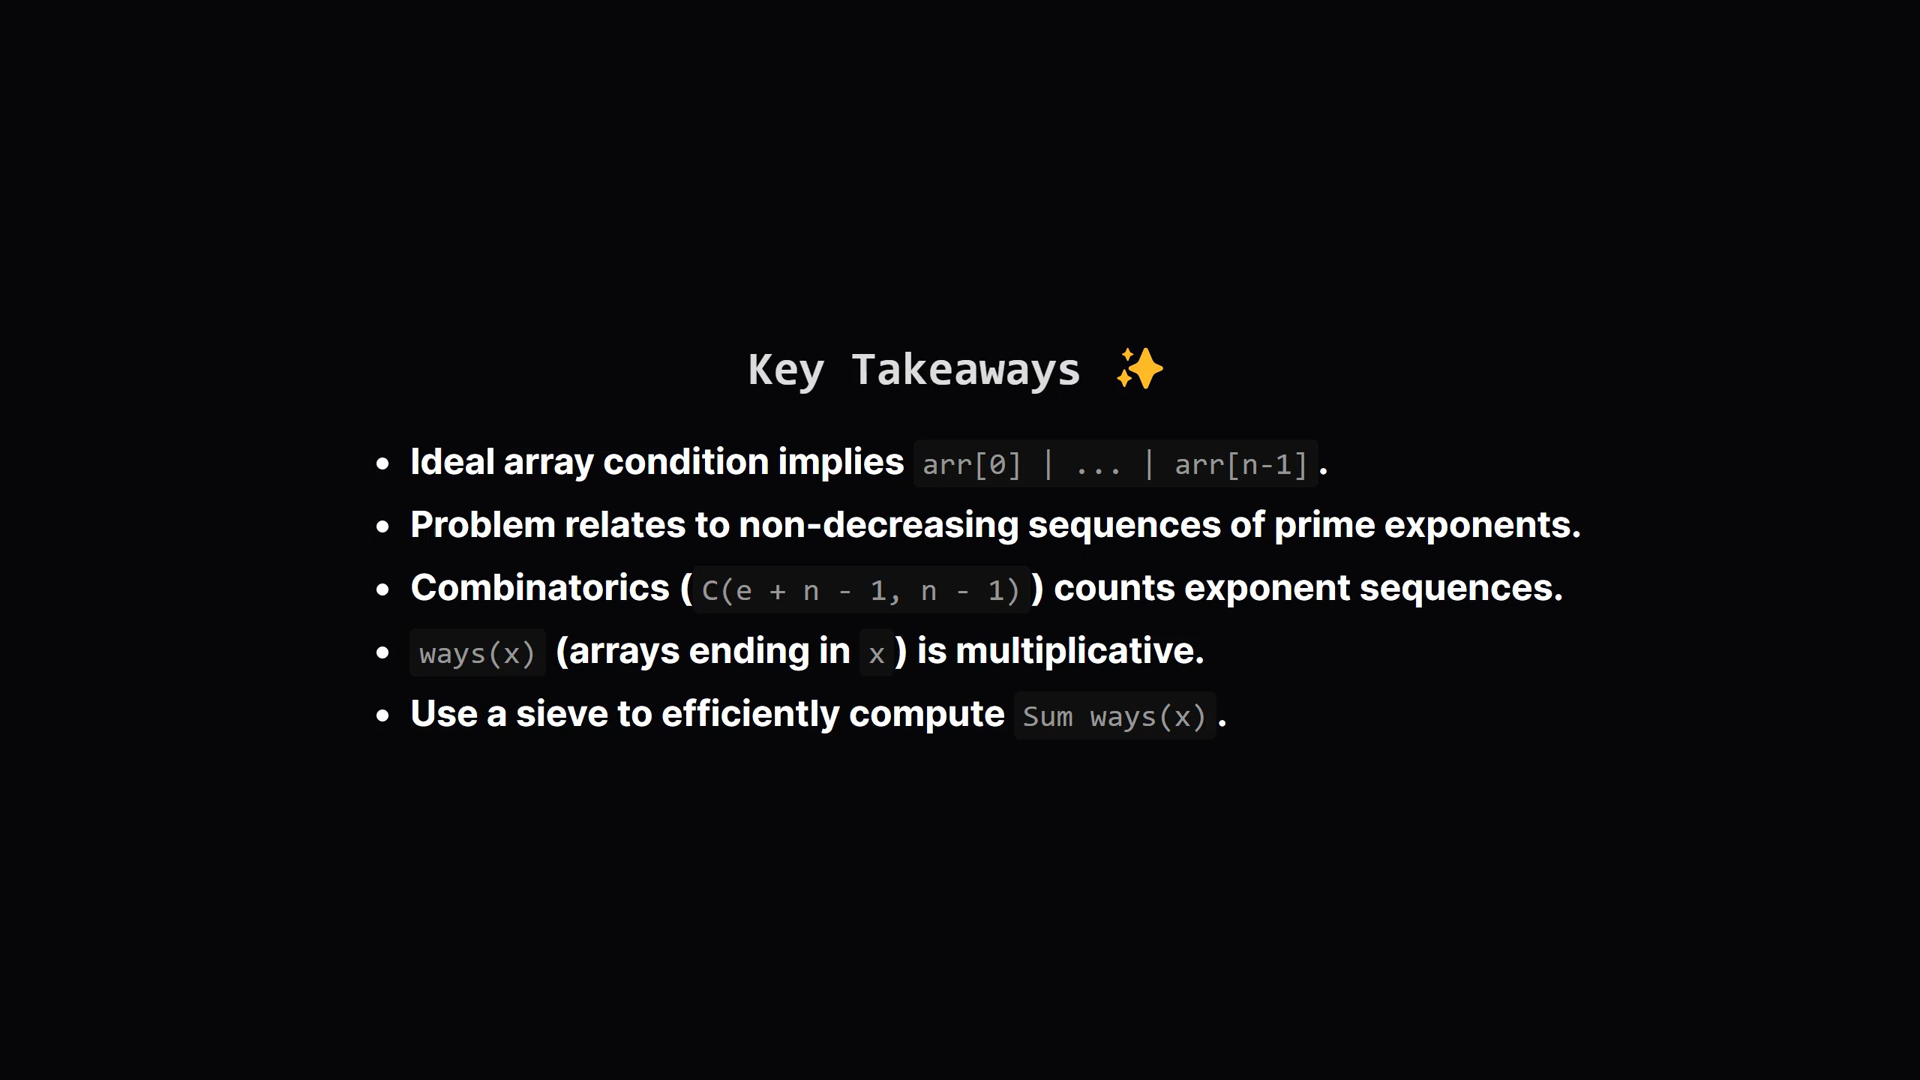 Key Takeaways ✨
• Ideal array condition implies arr[0] | ... | arr[n-1].
• Problem relates to non-decreasing sequences of prime exponents.
• Combinatorics (C(e + n - 1, n - 1)) counts exponent sequences.
• ways(x) (arrays ending in x) is multiplicative.
• Use a sieve to efficiently compute Sum ways(x).